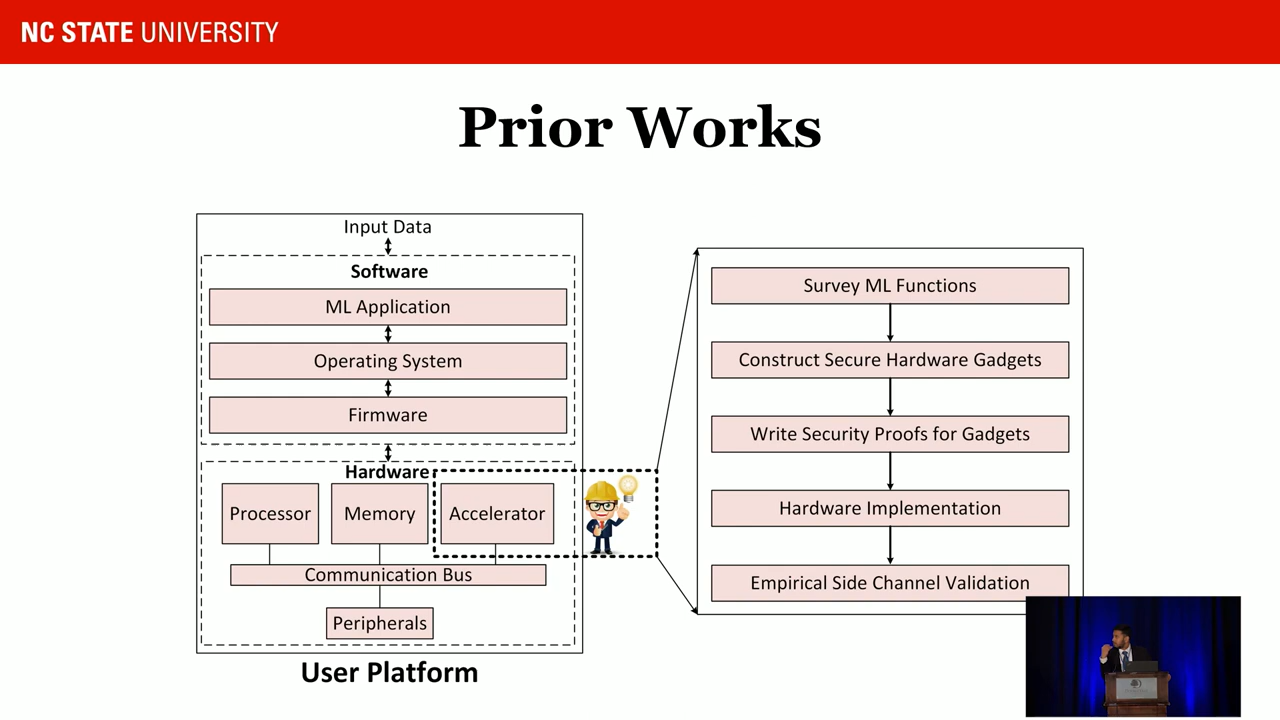 NC STATE UNIVERSITY
Prior Works
Input Data
Software
ML Application
Operating System
Firmware
Hardware
Processor
Memory
Accelerator
Communication Bus
Peripherals
User Platform
Survey ML Functions
Construct Secure Hardware Gadgets
Write Security Proofs for Gadgets
Hardware Implementation
Empirical Side Channel Validation